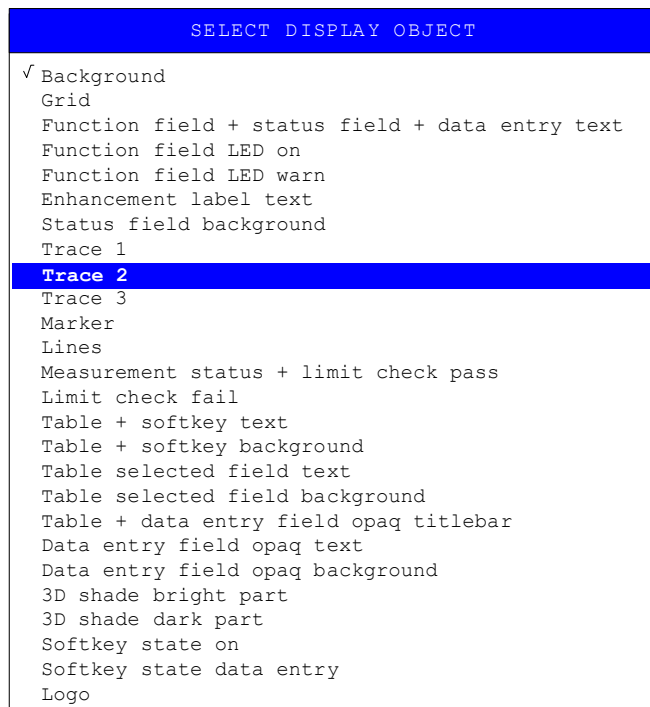 SELECT DISPLAY OBJECT
√ Background
Grid
Function field + status field + data entry text
Function field LED on
Function field LED warn
Enhancement label text
Status field background
Trace 1
Trace 2
Trace 3
Marker
Lines
Measurement status + limit check pass
Limit check fail
Table + softkey text
Table + softkey background
Table selected field text
Table selected field background
Table + data entry field opaq titlebar
Data entry field opaq text
Data entry field opaq background
3D shade bright part
3D shade dark part
Softkey state on
Softkey state data entry
Logo